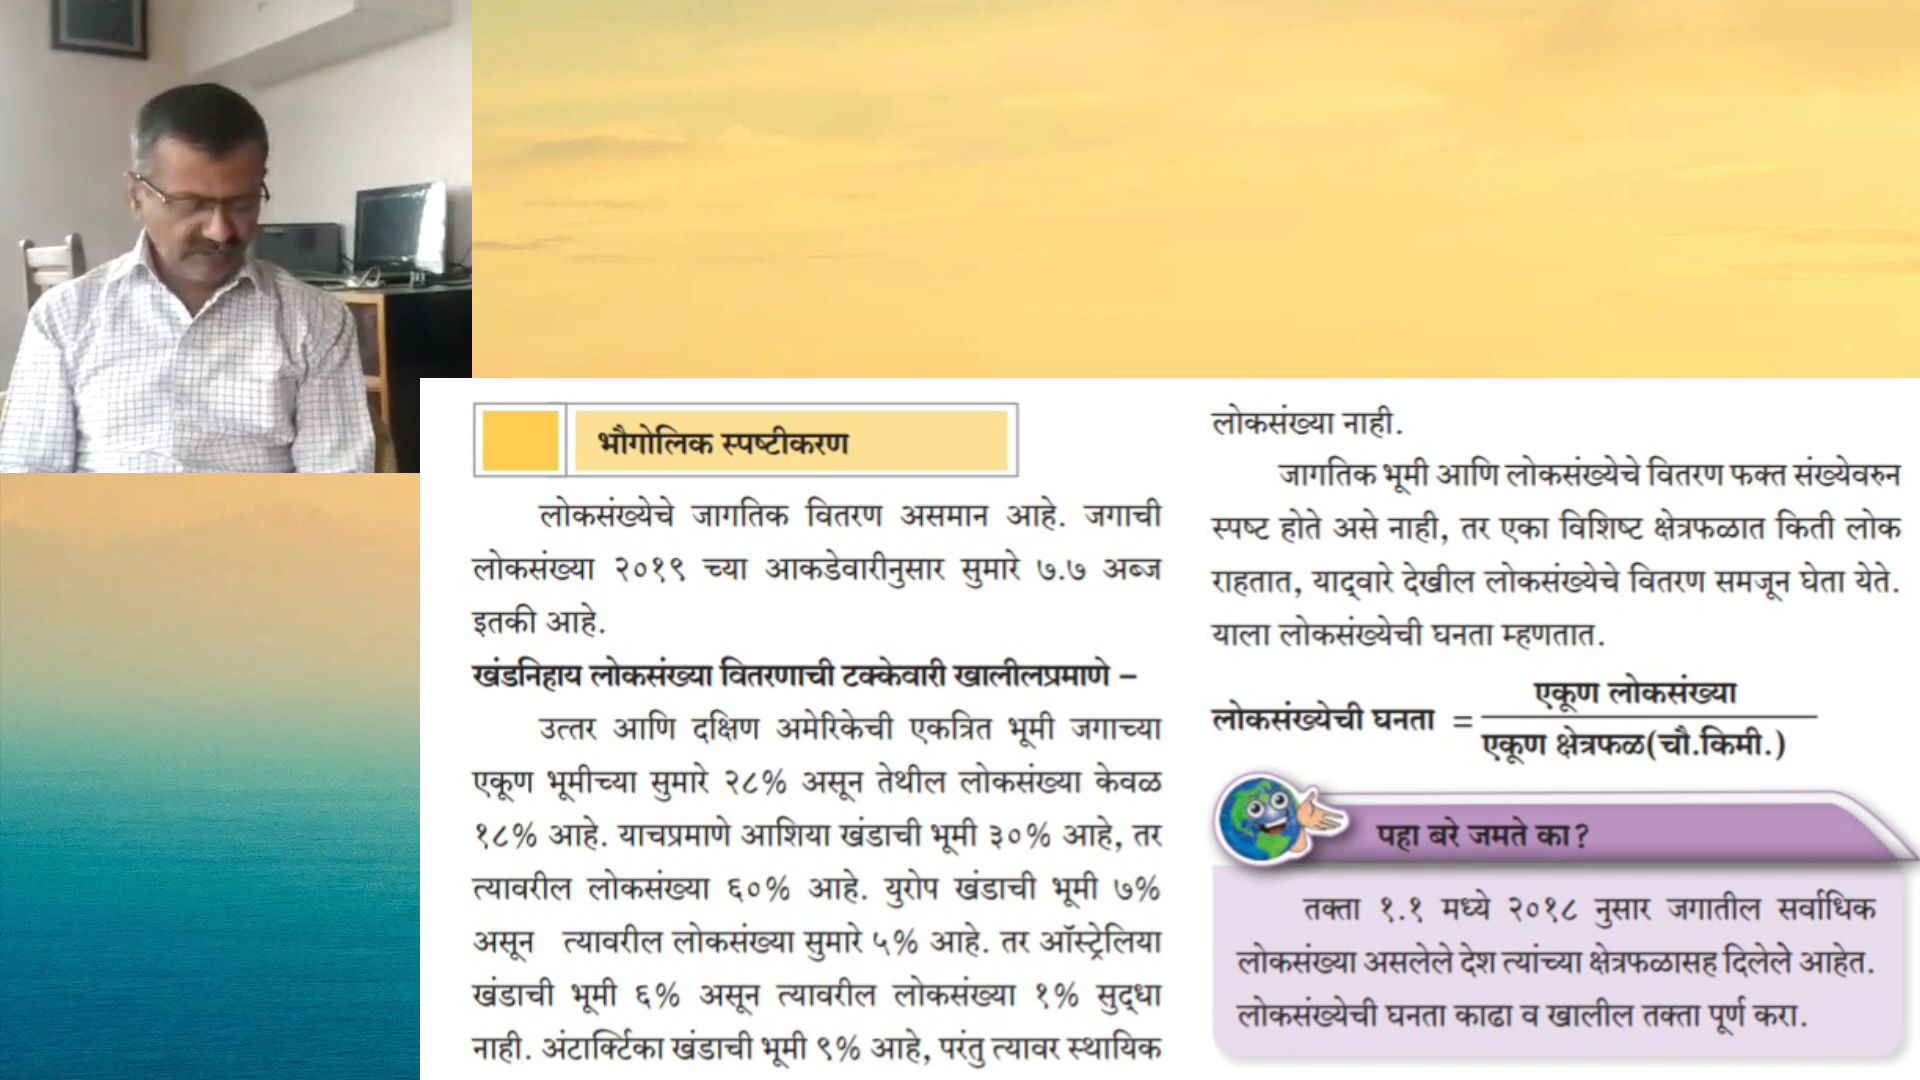 भौगोलिक स्पष्टीकरण
लोकसंख्येचे जागतिक वितरण असमान आहे. जगाची
लोकसंख्या २०१९ च्या आकडेवारीनुसार सुमारे ७.७ अब्ज
इतकी आहे.
खंडनिहाय लोकसंख्या वितरणाची टक्केवारी खालीलप्रमाणे –
उत्तर आणि दक्षिण अमेरिकेची एकत्रित भूमी जगाच्या
एकूण भूमीच्या सुमारे २८% असून तेथील लोकसंख्या केवळ
१८% आहे. याचप्रमाणे आशिया खंडाची भूमी ३०% आहे, तर
त्यावरील लोकसंख्या ६०% आहे. युरोप खंडाची भूमी ७%
असून त्यावरील लोकसंख्या सुमारे ५% आहे. तर ऑस्ट्रेलिया
खंडाची भूमी ६% असून त्यावरील लोकसंख्या १% सुद्धा
नाही. अंटार्क्टिका खंडाची भूमी ९% आहे, परंतु त्यावर स्थायिक
लोकसंख्या नाही.
जागतिक भूमी आणि लोकसंख्येचे वितरण फक्त संख्येवरुन
स्पष्ट होते असे नाही, तर एका विशिष्ट क्षेत्रफळात किती लोक
राहतात, याद्वारे देखील लोकसंख्येचे वितरण समजून घेता येते.
याला लोकसंख्येची घनता म्हणतात.
एकूण लोकसंख्या
लोकसंख्येची घनता =
एकूण क्षेत्रफळ(चौ.किमी.)
पहा बरे जमते का?
तक्ता १.१ मध्ये २०१८ नुसार जगातील सर्वाधिक
लोकसंख्या असलेले देश त्यांच्या क्षेत्रफळासह दिलेले आहेत.
लोकसंख्येची घनता काढा व खालील तक्ता पूर्ण करा.